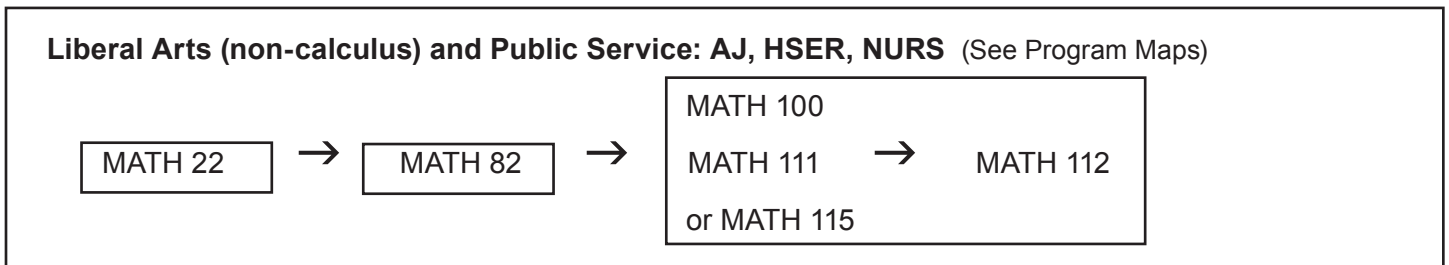 Liberal Arts (non-calculus) and Public Service: AJ, HSER, NURS (See Program Maps)
MATH 100
MATH 22 → MATH 82 → MATH 111 → MATH 112
or MATH 115